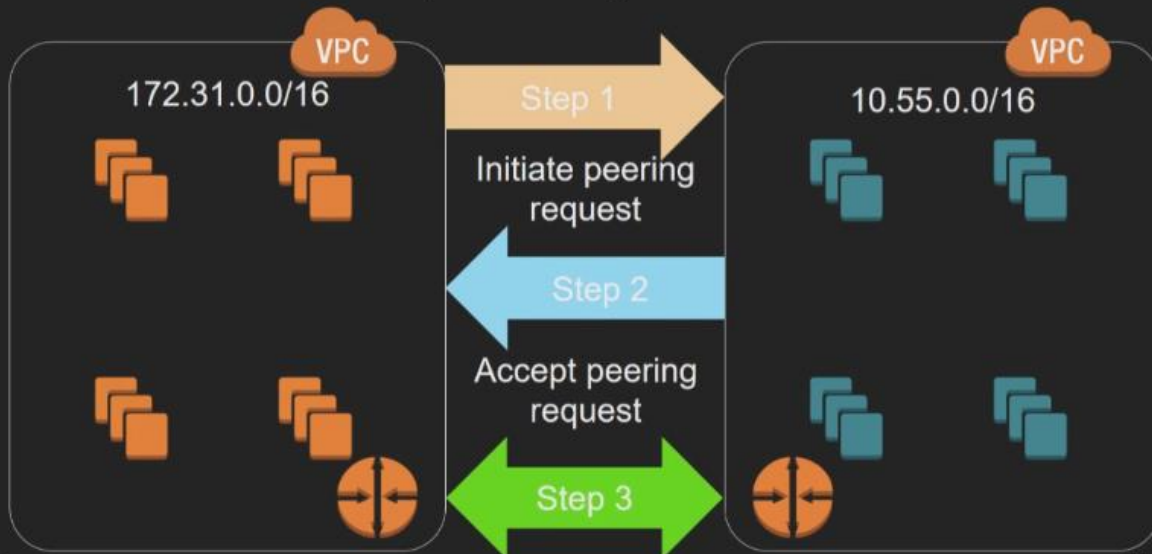 VPC
VPC
172.31.0.0/16
10.55.0.0/16
Step 1
Initiate peering
request
Step 2
Accept peering
request
Step 3